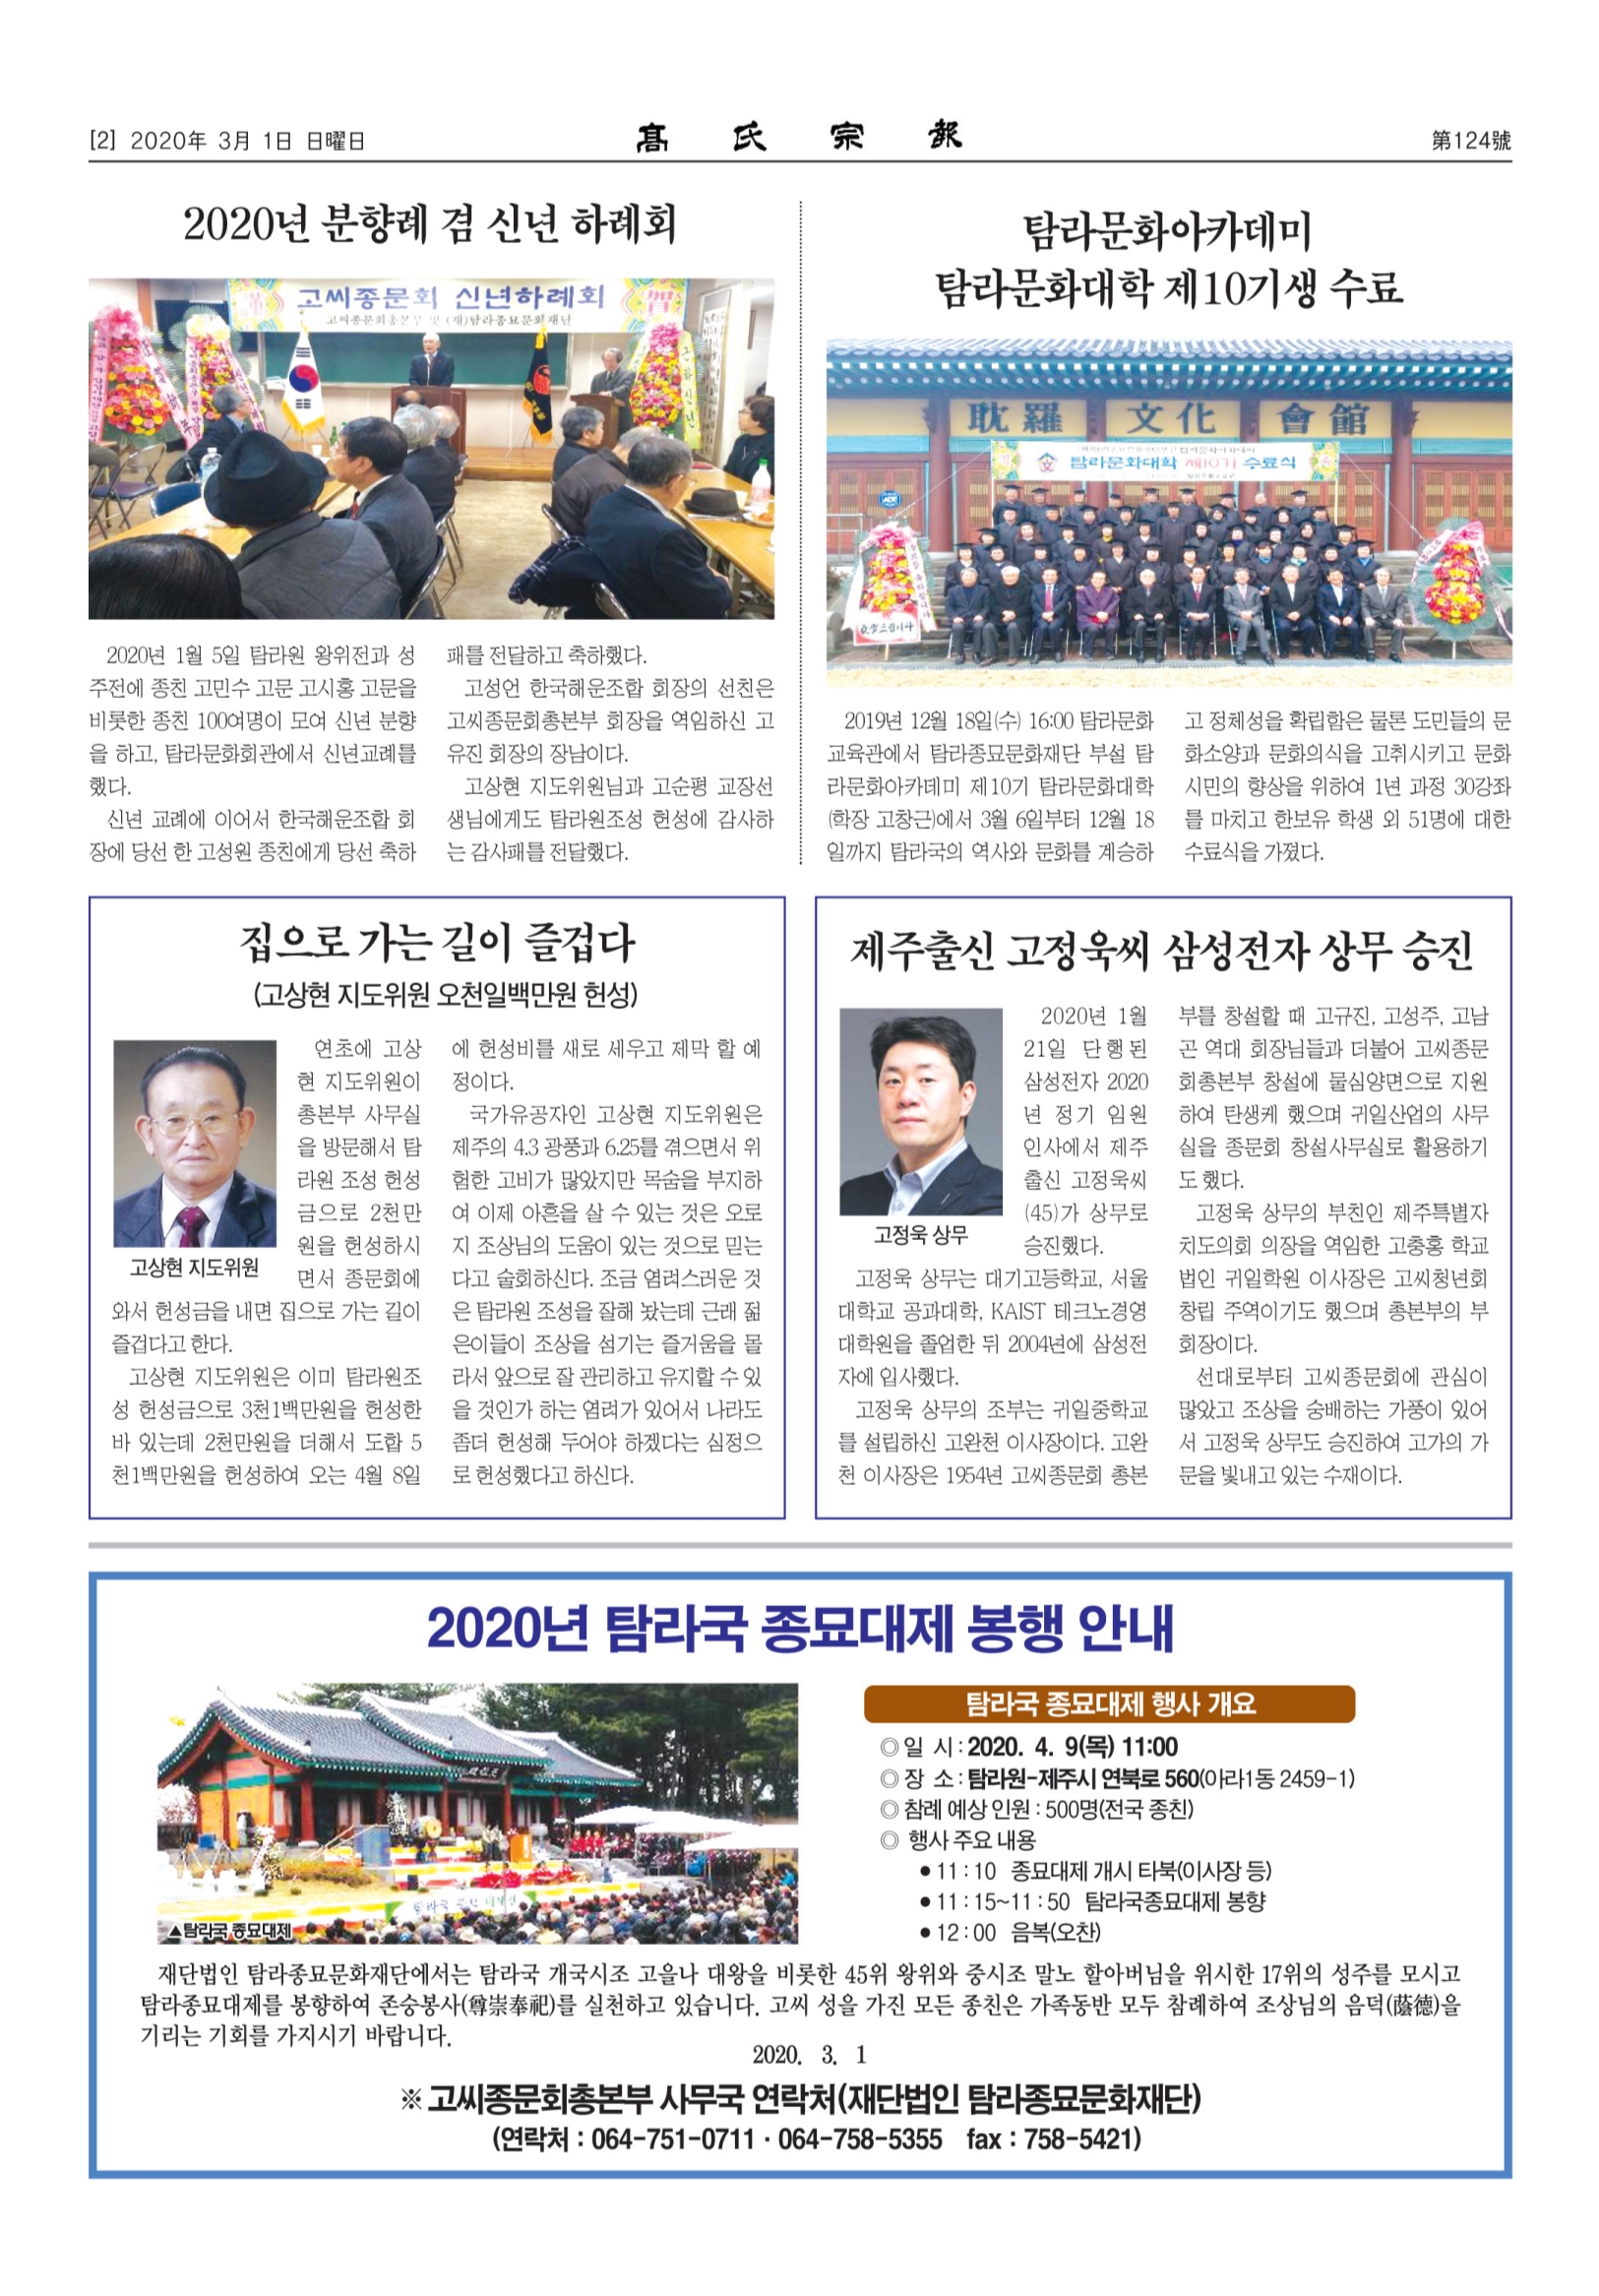 [2] 2020年 3月 1日 日曜日
髙氏宗報
第124號
2020년 분향례 겸 신년 하례회
謹 고씨종문회 신년하례회 賀
고씨종문회총본부 및 (재)탐라종묘문화재단
2020년 1월 5일 탐라원 왕위전과 성
주전에 종친 고민수 고문 고시홍 고문을
비롯한 종친 100여명이 모여 신년 분향
을 하고, 탐라문화회관에서 신년교례를
했다.
신년 교례에 이어서 한국해운조합 회
장에 당선 한 고성원 종친에게 당선 축하
패를 전달하고 축하했다.
고성언 한국해운조합 회장의 선친은
고씨종문회총본부 회장을 역임하신 고
유진 회장의 장남이다.
고상현 지도위원님과 고순평 교장선
생님에게도 탐라원조성 헌성에 감사하
는 감사패를 전달했다.
탐라문화아카데미
탐라문화대학 제10기생 수료
耽羅 文化 會館
탐라문화대학 제10기 수료식
2019년 12월 18일(수) 16:00 탐라문화
교육관에서 탐라종묘문화재단 부설 탐
라문화아카데미 제10기 탐라문화대학
(학장 고창근)에서 3월 6일부터 12월 18
일까지 탐라국의 역사와 문화를 계승하
고 정체성을 확립함은 물론 도민들의 문
화소양과 문화의식을 고취시키고 문화
시민의 향상을 위하여 1년 과정 30강좌
를 마치고 한보유 학생 외 51명에 대한
수료식을 가졌다.
집으로 가는 길이 즐겁다
(고상현 지도위원 오천일백만원 헌성)
고상현 지도위원
연초에 고상
현 지도위원이
총본부 사무실
을 방문해서 탐
라원 조성 헌성
금으로 2천만
원을 헌성하시
면서 종문회에
와서 헌성금을 내면 집으로 가는 길이
즐겁다고 한다.
고상현 지도위원은 이미 탐라원조
성 헌성금으로 3천1백만원을 헌성한
바 있는데 2천만원을 더해서 도합 5
천1백만원을 헌성하여 오는 4월 8일
에 헌성비를 새로 세우고 제막 할 예
정이다.
국가유공자인 고상현 지도위원은
제주의 4.3 광풍과 6.25를 겪으면서 위
험한 고비가 많았지만 목숨을 부지하
여 이제 아흔을 살 수 있는 것은 오로
지 조상님의 도움이 있는 것으로 믿는
다고 술회하신다. 조금 염려스러운 것
은 탐라원 조성을 잘해 놨는데 근래 젊
은이들이 조상을 섬기는 즐거움을 몰
라서 앞으로 잘 관리하고 유지할 수 있
을 것인가 하는 염려가 있어서 나라도
좀더 헌성해 두어야 하겠다는 심정으
로 헌성했다고 하신다.
제주출신 고정욱씨 삼성전자 상무 승진
고정욱 상무
2020년 1월
21일 단행된
삼성전자 2020
년 정기 임원
인사에서 제주
출신 고정욱씨
(45)가 상무로
승진했다.
고정욱 상무는 대기고등학교, 서울
대학교 공과대학, KAIST 테크노경영
대학원을 졸업한 뒤 2004년에 삼성전
자에 입사했다.
고정욱 상무의 조부는 귀일중학교
를 설립하신 고완천 이사장이다. 고완
천 이사장은 1954년 고씨종문회 총본
부를 창설할 때 고규진, 고성주, 고남
곤 역대 회장님들과 더불어 고씨종문
회총본부 창설에 물심양면으로 지원
하여 탄생케 했으며 귀일산업의 사무
실을 종문회 창설사무실로 활용하기
도 했다.
고정욱 상무의 부친인 제주특별자
치도의회 의장을 역임한 고충홍 학교
법인 귀일학원 이사장은 고씨청년회
창립 주역이기도 했으며 총본부의 부
회장이다.
선대로부터 고씨종문회에 관심이
많았고 조상을 숭배하는 가풍이 있어
서 고정욱 상무도 승진하여 고가의 가
문을 빛내고 있는 수재이다.
2020년 탐라국 종묘대제 봉행 안내
▲탐라국 종묘대제
탐라국 종묘대제 행사 개요
◎일 시 : 2020. 4. 9(목) 11:00
◎장 소 : 탐라원-제주시 연북로 560(아라1동 2459-1)
◎참례 예상 인원 : 500명(전국 종친)
◎ 행사 주요 내용
● 11 : 10 종묘대제 개시 타북(이사장 등)
● 11 : 15~11 : 50 탐라국종묘대제 봉향
● 12 : 00 음복(오찬)
재단법인 탐라종묘문화재단에서는 탐라국 개국시조 고을나 대왕을 비롯한 45위 왕위와 중시조 말노 할아버님을 위시한 17위의 성주를 모시고
탐라종묘대제를 봉향하여 존숭봉사(尊崇奉祀)를 실천하고 있습니다. 고씨 성을 가진 모든 종친은 가족동반 모두 참례하여 조상님의 음덕(蔭德)을
기리는 기회를 가지시기 바랍니다.
2020. 3. 1
※ 고씨종문회총본부 사무국 연락처(재단법인 탐라종묘문화재단)
(연락처 : 064-751-0711 · 064-758-5355 fax : 758-5421)